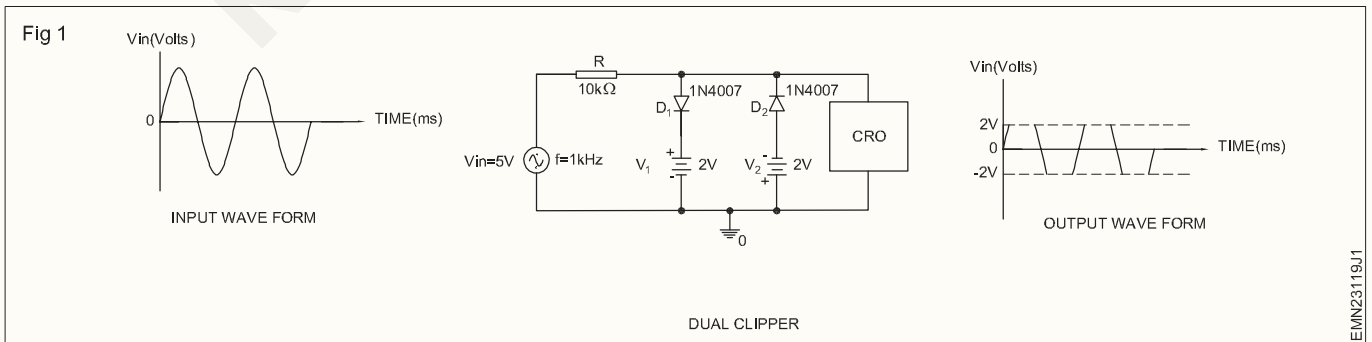 Fig 1
Vin(Volts)
0
TIME(ms)
INPUT WAVE FORM
R
10kΩ
Vin=5V
f=1kHz
1N4007
D1
+
V1
2V
-
1N4007
D2
-
V2
2V
+
CRO
0
DUAL CLIPPER
Vin(Volts)
2V
0
TIME(ms)
-2V
OUTPUT WAVE FORM
EMN23119J1